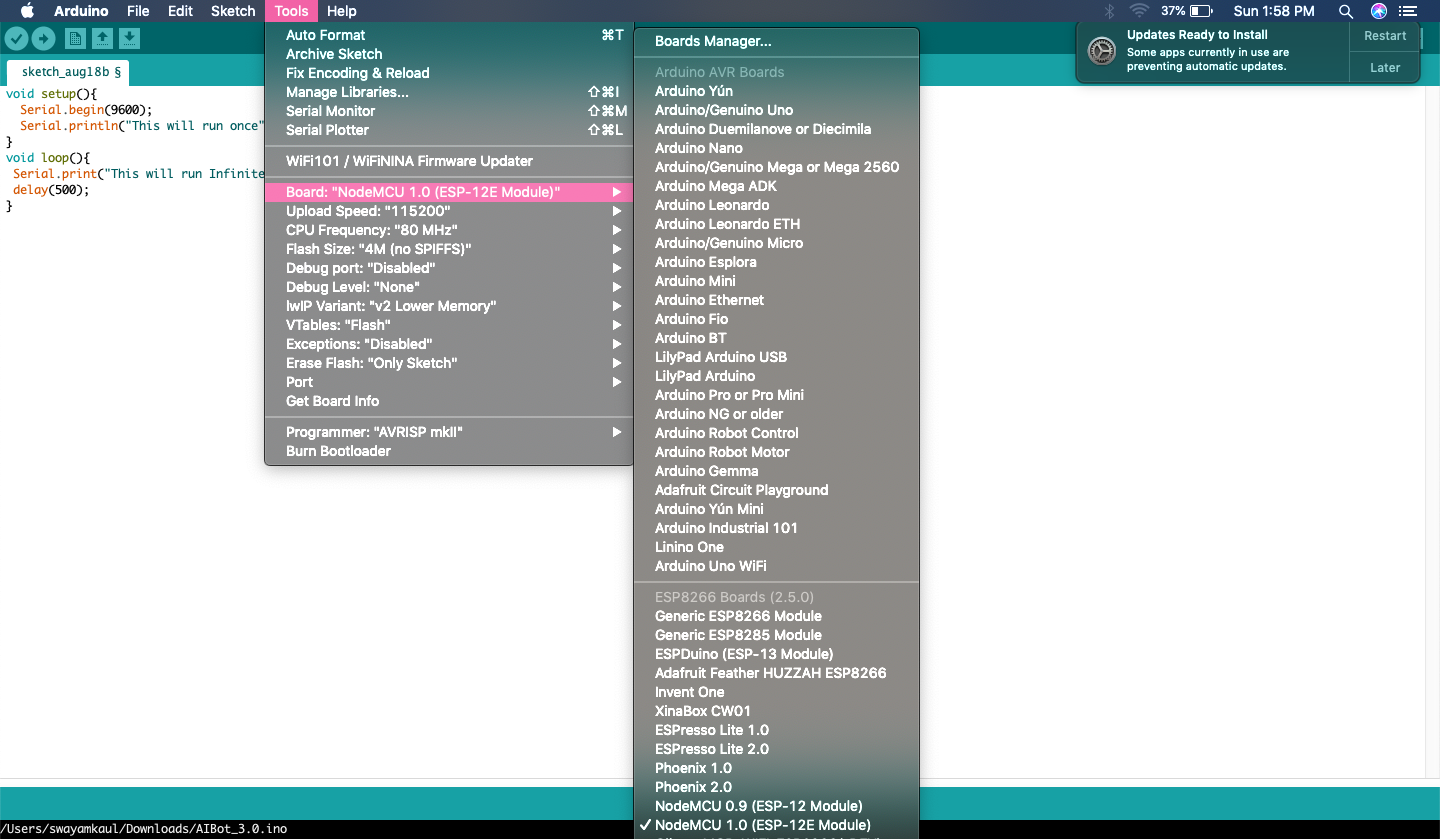 Arduino File Edit Sketch Tools Help 37% Sun 1:58 PM
Updates Ready to Install
Some apps currently in use are
preventing automatic updates.
Restart
Later
sketch_aug18b §
void setup(){
Serial.begin(9600);
Serial.println("This will run once"
}
void loop(){
Serial.print("This will run Infinite
delay(500);
}
Auto Format ⌘T
Archive Sketch
Fix Encoding & Reload
Manage Libraries... ⇧⌘I
Serial Monitor ⇧⌘M
Serial Plotter ⇧⌘L
WiFi101 / WiFiNINA Firmware Updater
Board: "NodeMCU 1.0 (ESP-12E Module)"
Upload Speed: "115200"
CPU Frequency: "80 MHz"
Flash Size: "4M (no SPIFFS)"
Debug port: "Disabled"
Debug Level: "None"
lwIP Variant: "v2 Lower Memory"
VTables: "Flash"
Exceptions: "Disabled"
Erase Flash: "Only Sketch"
Port
Get Board Info
Programmer: "AVRISP mkII"
Burn Bootloader
Boards Manager...
Arduino AVR Boards
Arduino Yún
Arduino/Genuino Uno
Arduino Duemilanove or Diecimila
Arduino Nano
Arduino/Genuino Mega or Mega 2560
Arduino Mega ADK
Arduino Leonardo
Arduino Leonardo ETH
Arduino/Genuino Micro
Arduino Esplora
Arduino Mini
Arduino Ethernet
Arduino Fio
Arduino BT
LilyPad Arduino USB
LilyPad Arduino
Arduino Pro or Pro Mini
Arduino NG or older
Arduino Robot Control
Arduino Robot Motor
Arduino Gemma
Adafruit Circuit Playground
Arduino Yún Mini
Arduino Industrial 101
Linino One
Arduino Uno WiFi
ESP8266 Boards (2.5.0)
Generic ESP8266 Module
Generic ESP8285 Module
ESPDuino (ESP-13 Module)
Adafruit Feather HUZZAH ESP8266
Invent One
XinaBox CW01
ESPresso Lite 1.0
ESPresso Lite 2.0
Phoenix 1.0
Phoenix 2.0
NodeMCU 0.9 (ESP-12 Module)
✓ NodeMCU 1.0 (ESP-12E Module)
/Users/swayamkaul/Downloads/AIBot_3.0.ino